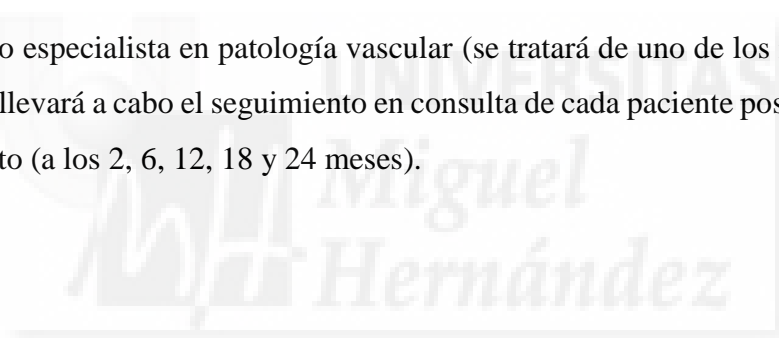 o especialista en patología vascular (se tratará de uno de los
llevará a cabo el seguimiento en consulta de cada paciente pos
to (a los 2, 6, 12, 18 y 24 meses).
UNIVERSITAS
Miguel
Hernández